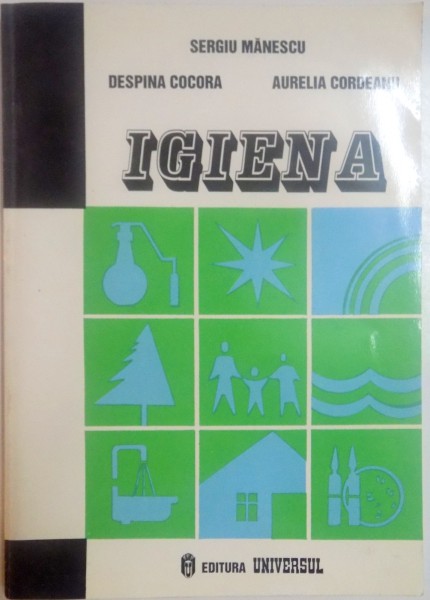 SERGIU MĂNESCU
DESPINA COCORA AURELIA CORDEANU
IGIENA
EDITURA UNIVERSUL